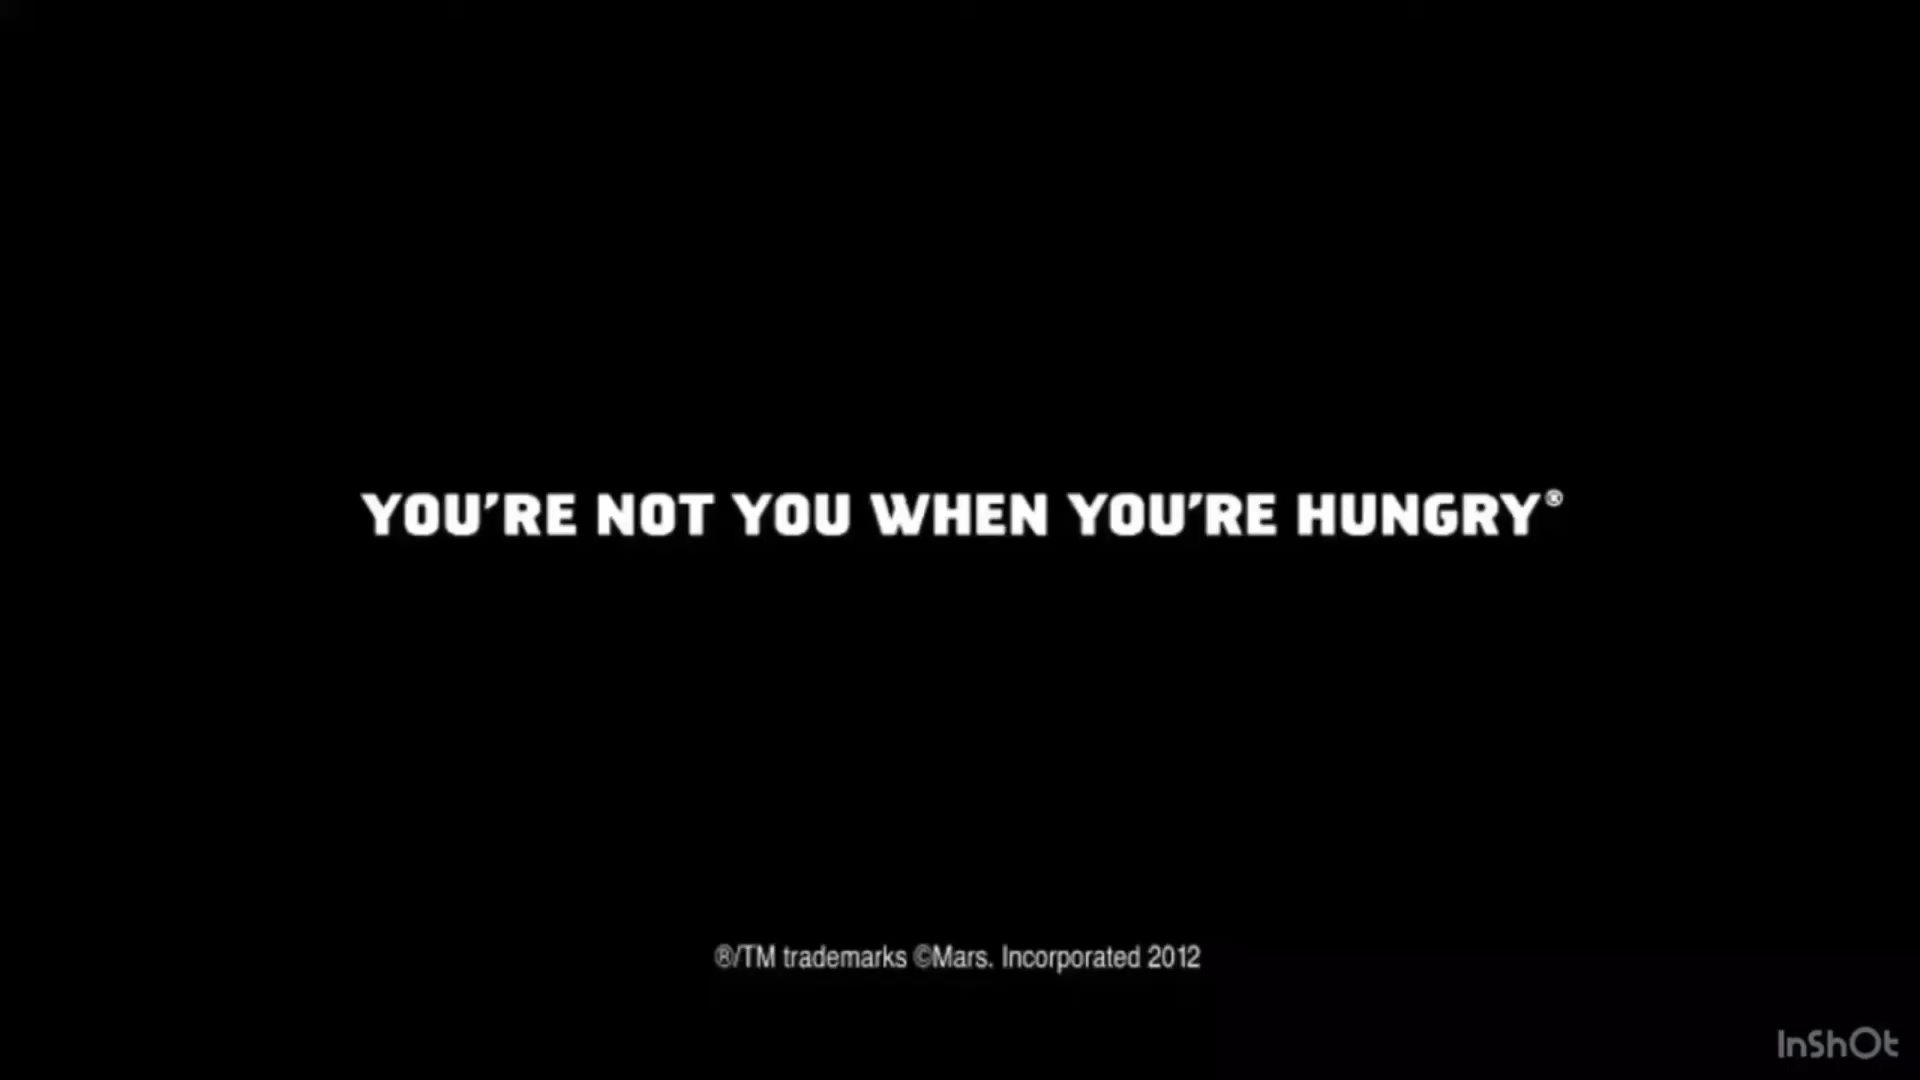 YOU'RE NOT YOU WHEN YOU'RE HUNGRY®
®/TM trademarks ©Mars. Incorporated 2012
InShOt